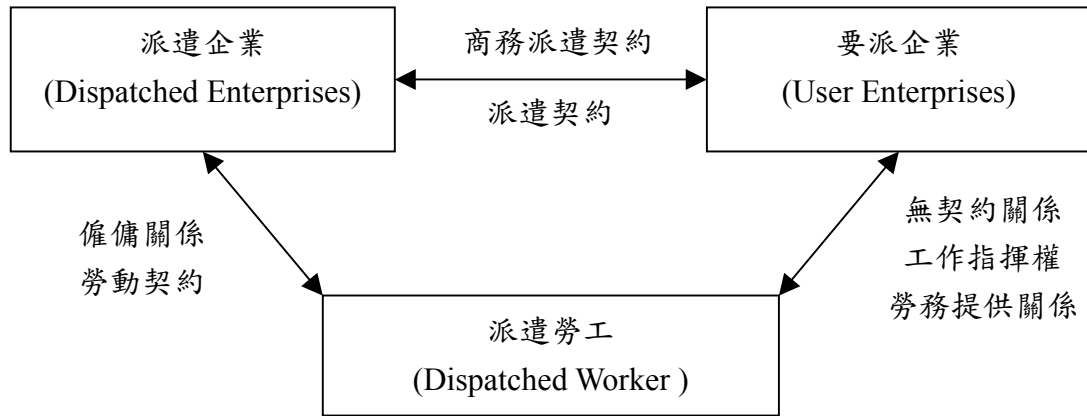 派遣企業
(Dispatched Enterprises)
商務派遣契約
派遣契約
要派企業
(User Enterprises)
僱傭關係
勞動契約
無契約關係
工作指揮權
勞務提供關係
派遣勞工
(Dispatched Worker )